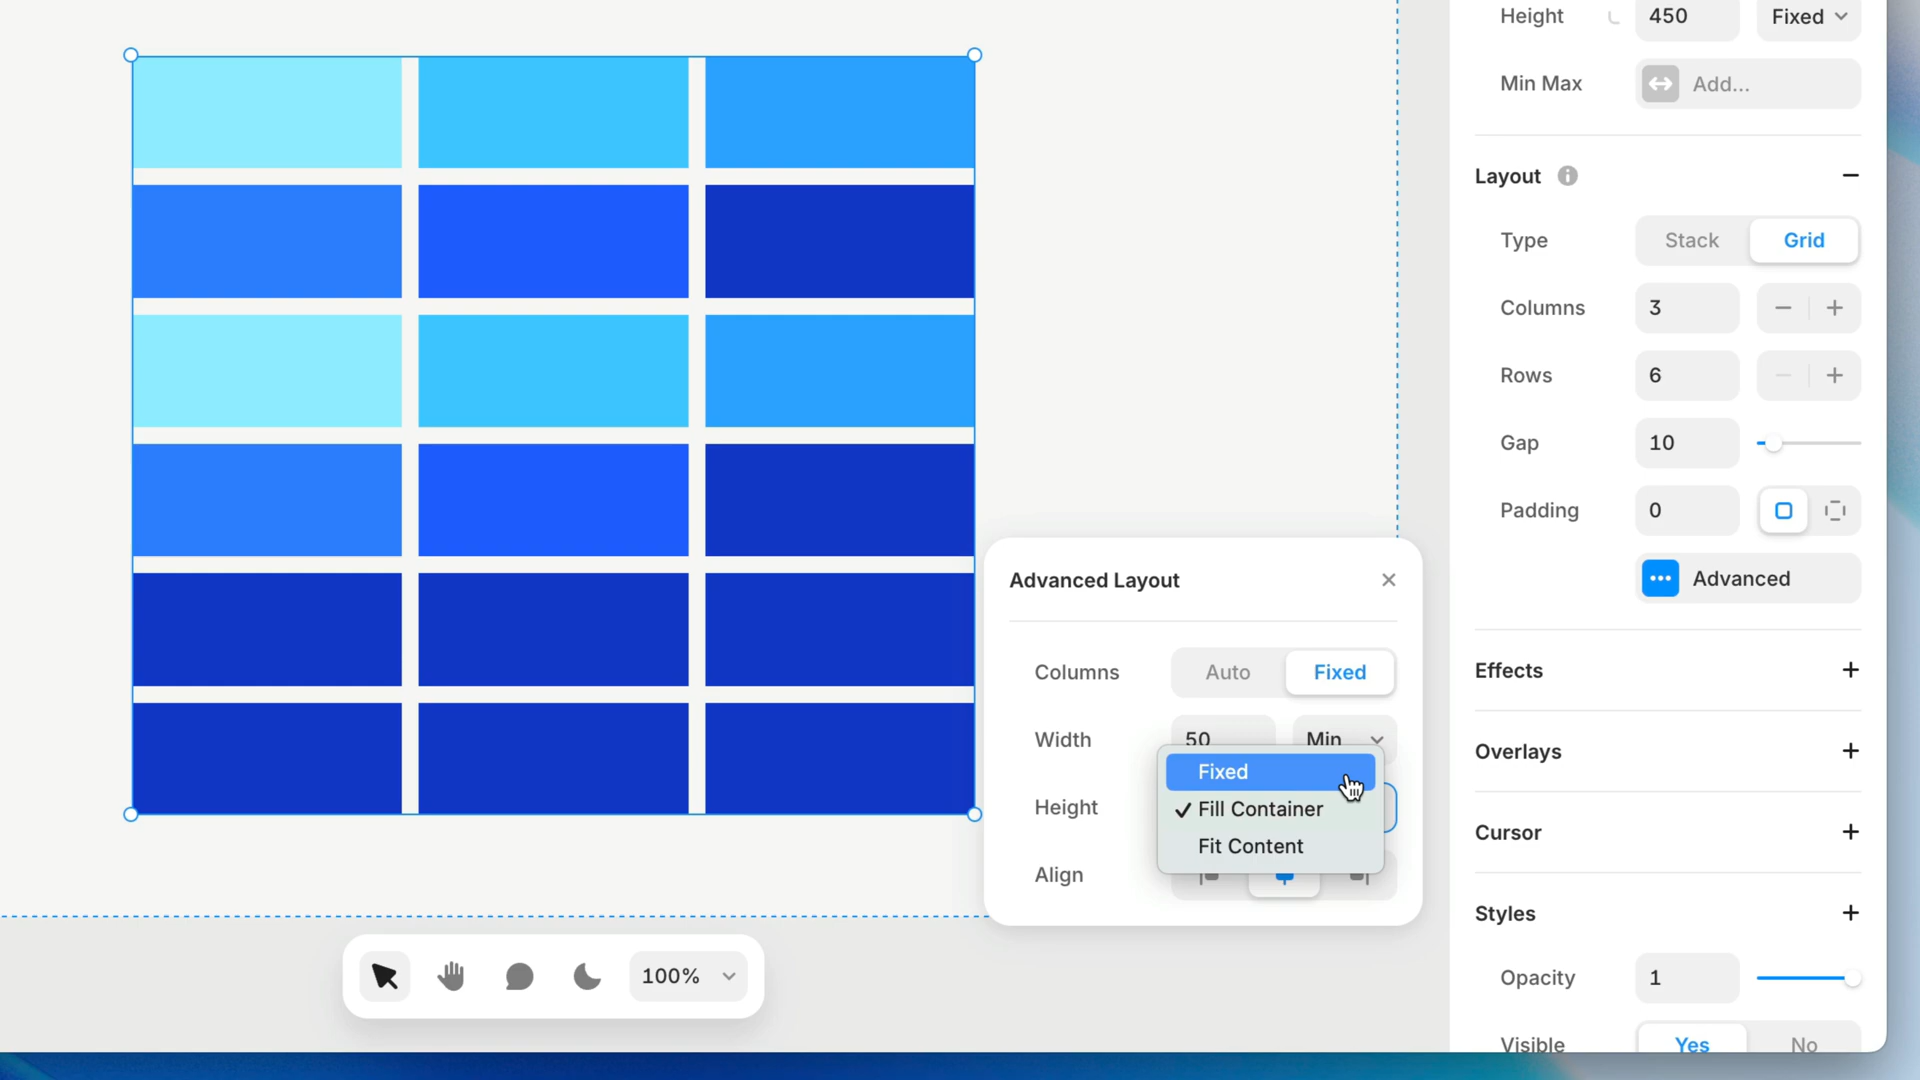 Height 450 Fixed
Min Max Add...
Layout
Type Stack Grid
Columns 3
Rows 6
Gap 10
Padding 0
Advanced
Effects
Overlays
Cursor
Styles
Opacity 1
Visible Yes No
Advanced Layout
Columns Auto Fixed
Width 50 Min
Height
Fixed
Fill Container
Fit Content
Align
100%